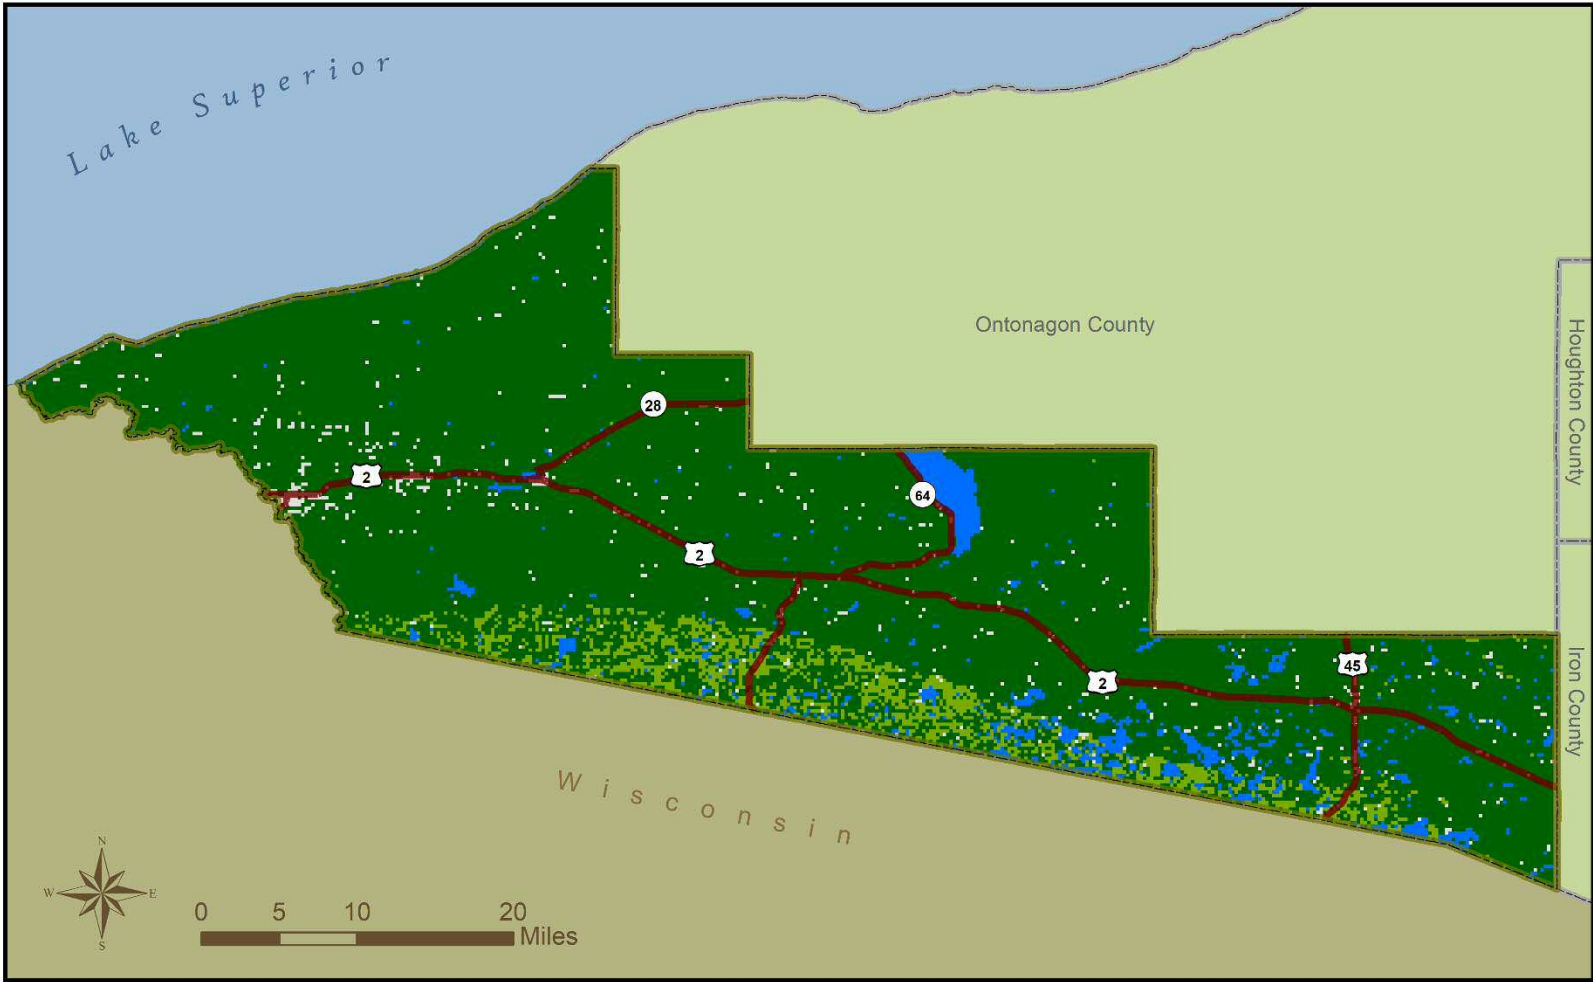 Lake Superior
Ontonagon County
Houghton County
28
2
64
2
45
2
Iron County
Wisconsin
N
W E
S
0 5 10 20
Miles